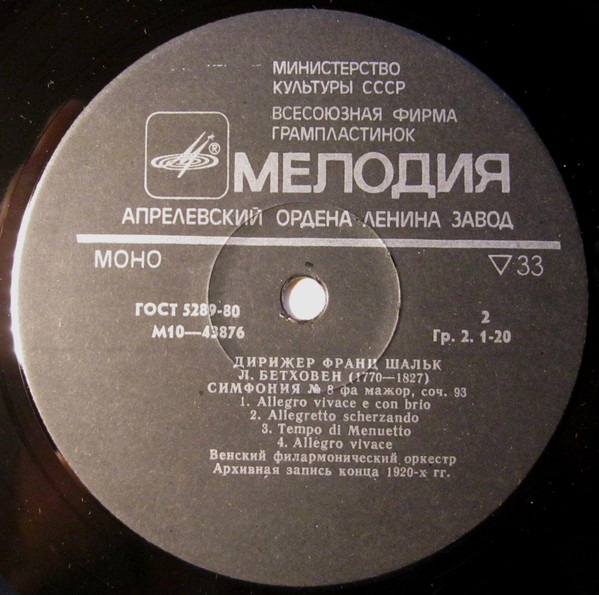 МИНИСТЕРСТВО
КУЛЬТУРЫ СССР
ВСЕСОЮЗНАЯ ФИРМА
ГРАМПЛАСТИНОК
®
МЕЛОДИЯ
АПРЕЛЕВСКИЙ ОРДЕНА ЛЕНИНА ЗАВОД
МОНО
▽33
ГОСТ 5289-80
М10—43876
2
Гр. 2. 1-20
ДИРИЖЕР ФРАНЦ ШАЛЬК
Л. БЕТХОВЕН (1770—1827)
СИМФОНИЯ № 8 фа мажор, соч. 93
1. Allegro vivace e con brio
2. Allegretto scherzando
3. Tempo di Menuetto
4. Allegro vivace
Венский филармонический оркестр
Архивная запись конца 1920-х гг.